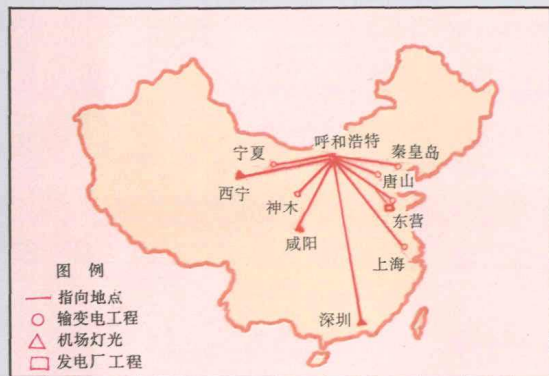 呼和浩特
宁夏
秦皇岛
唐山
西宁
神木
东营
咸阳
上海
深圳
图 例
指向地点
输变电工程
机场灯光
发电厂工程